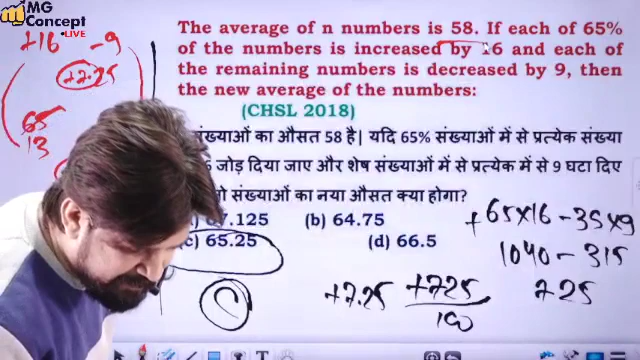 MG
Concept
•LIVE
The average of n numbers is 58. If each of 65%
of the numbers is increased by 16 and each of
the remaining numbers is decreased by 9, then
the new average of the numbers:
(CHSL 2018)
संख्याओं का औसत 58 है| यदि 65% संख्याओं में से प्रत्येक संख्या
जोड़ दिया जाए और शेष संख्याओं में से प्रत्येक में से 9 घटा दिए
संख्याओं का नया औसत क्या होगा?
7.125 (b) 64.75
(c) 65.25 (d) 66.5
+16 -9
+7.25
65
13
+65×16 - 35×9
1040 - 315
725
+7.25 +725
100